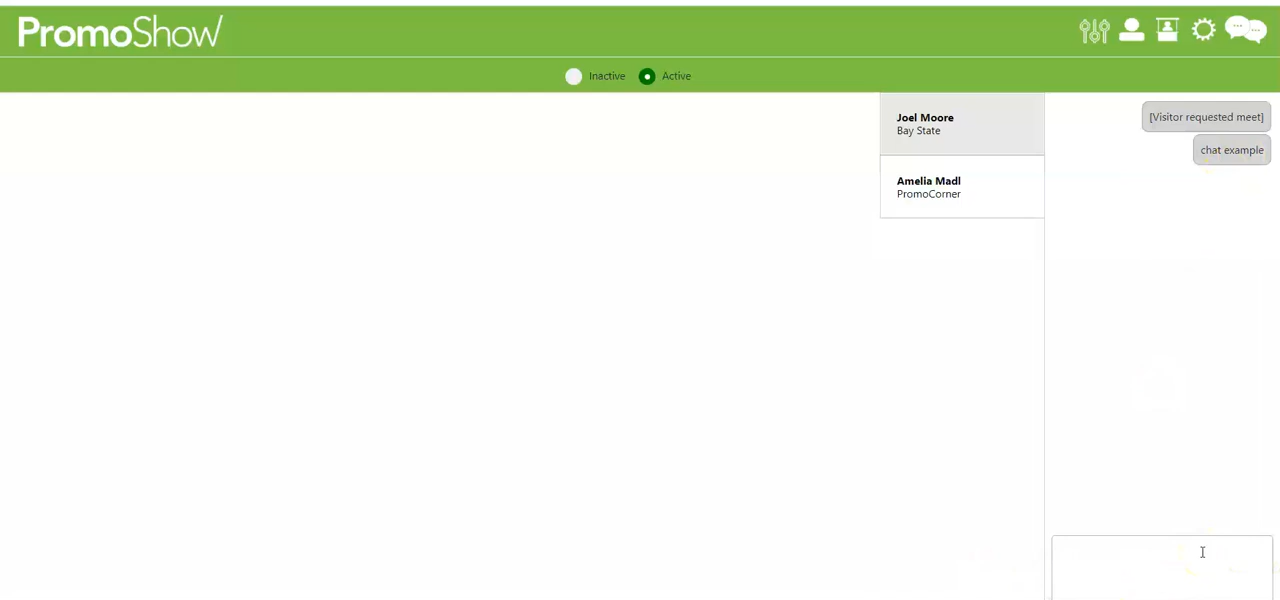 PromoShow
Inactive
Active
Joel Moore
Bay State
Amelia Madl
PromoCorner
[Visitor requested meet]
chat example